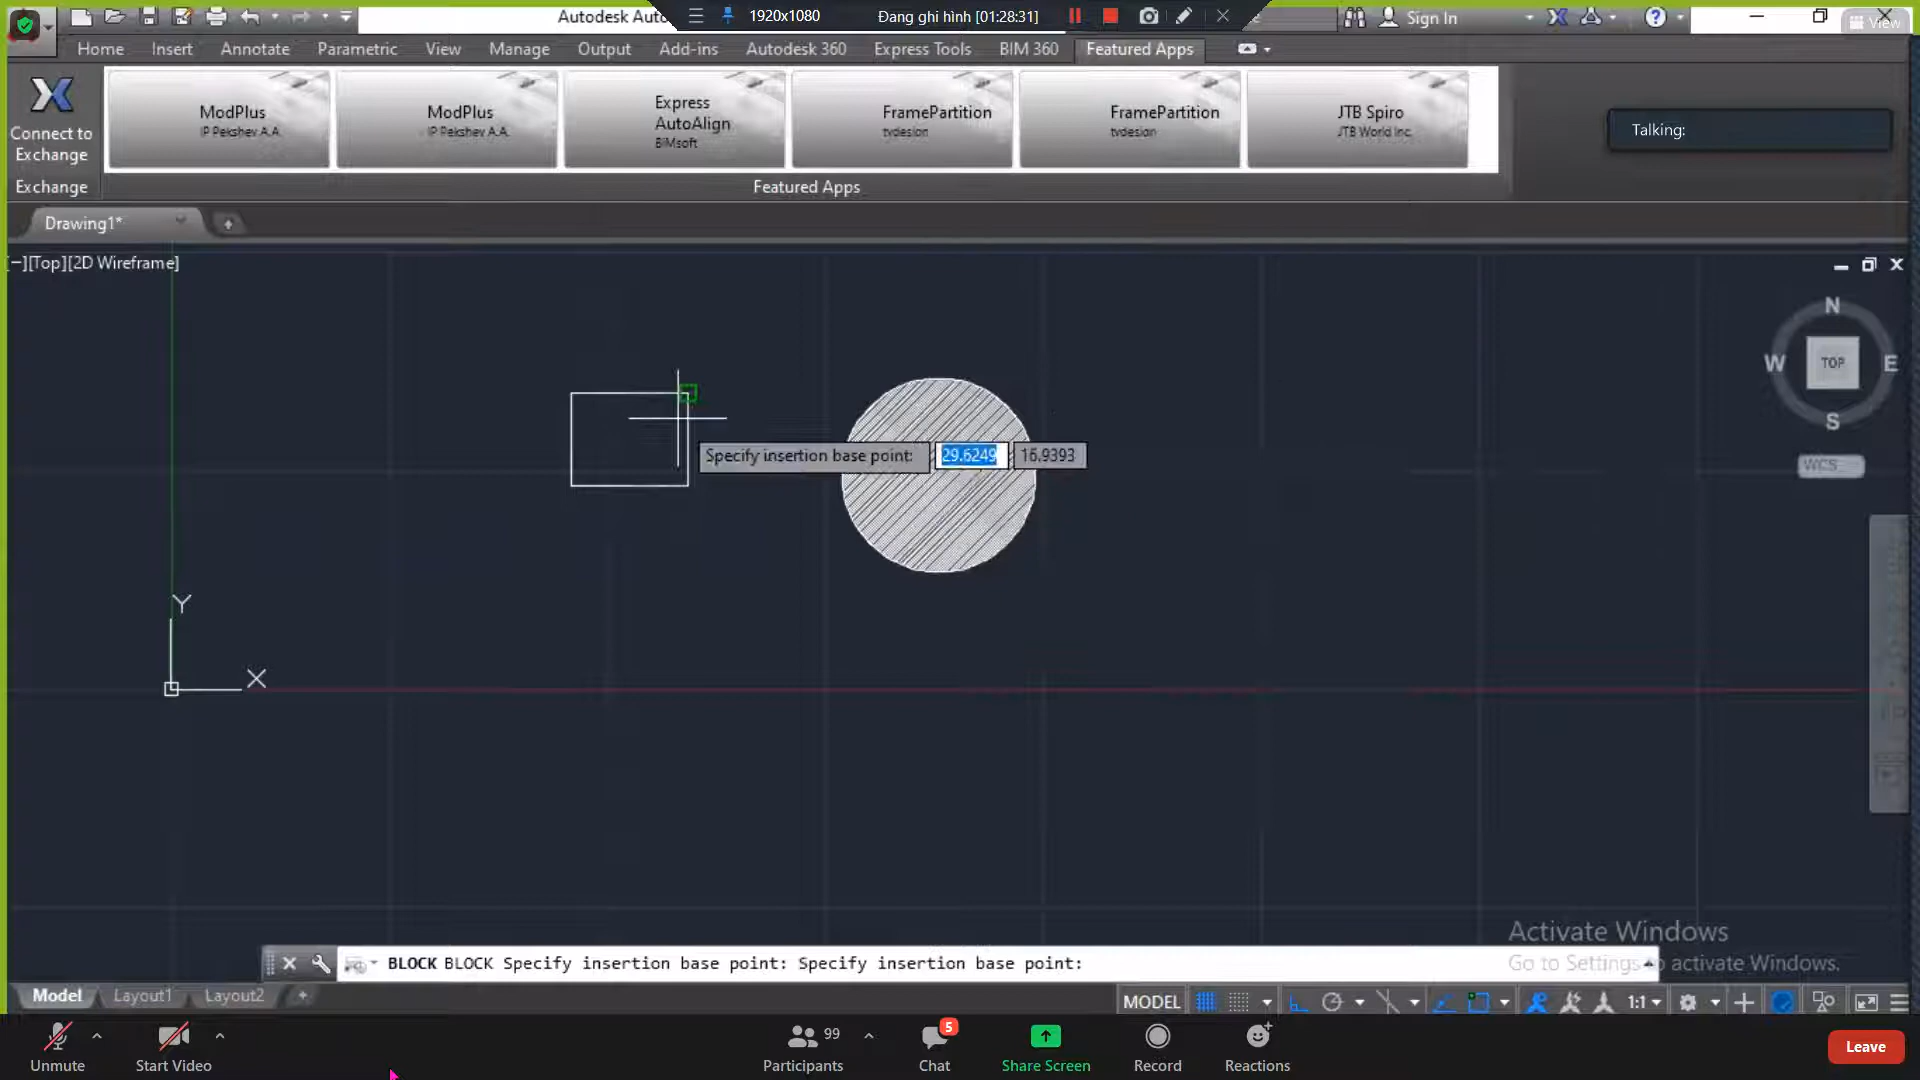 Autodesk Auto
1920x1080
Đang ghi hình [01:28:31]
Sign In
View
Home
Insert
Annotate
Parametric
View
Manage
Output
Add-ins
Autodesk 360
Express Tools
BIM 360
Featured Apps
Connect to
Exchange
ModPlus
IP Pekshev A.A.
ModPlus
IP Pekshev A.A.
Express
AutoAlign
BIMsoft
FramePartition
tvdesign
FramePartition
tvdesign
JTB Spiro
JTB World Inc.
Talking:
Exchange
Featured Apps
Drawing1*
[−][Top][2D Wireframe]
N
W
TOP
E
S
WCS
Specify insertion base point:
29.6249
16.9393
Y
X
Activate Windows
Go to Settings to activate Windows.
BLOCK BLOCK Specify insertion base point: Specify insertion base point:
Model
Layout1
Layout2
MODEL
1:1
Unmute
Start Video
99
Participants
5
Chat
Share Screen
Record
Reactions
Leave